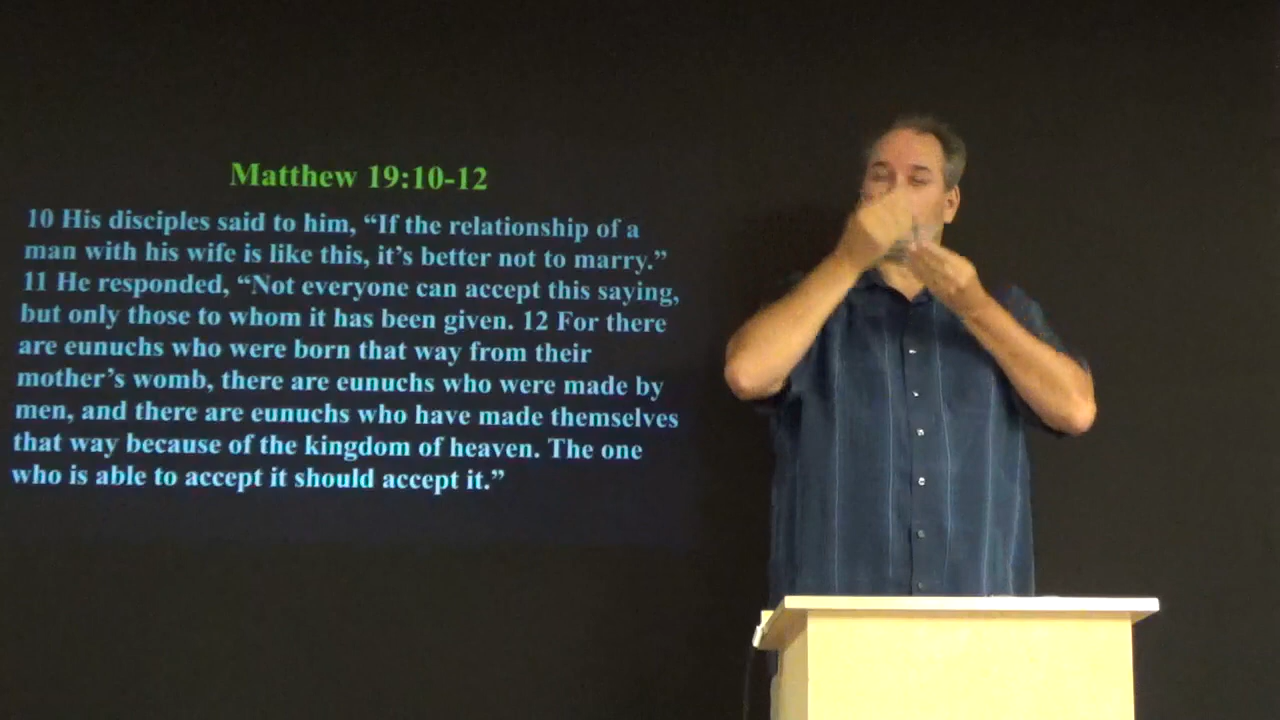 Matthew 19:10-12
10 His disciples said to him, “If the relationship of a
man with his wife is like this, it’s better not to marry.”
11 He responded, “Not everyone can accept this saying,
but only those to whom it has been given. 12 For there
are eunuchs who were born that way from their
mother’s womb, there are eunuchs who were made by
men, and there are eunuchs who have made themselves
that way because of the kingdom of heaven. The one
who is able to accept it should accept it.”